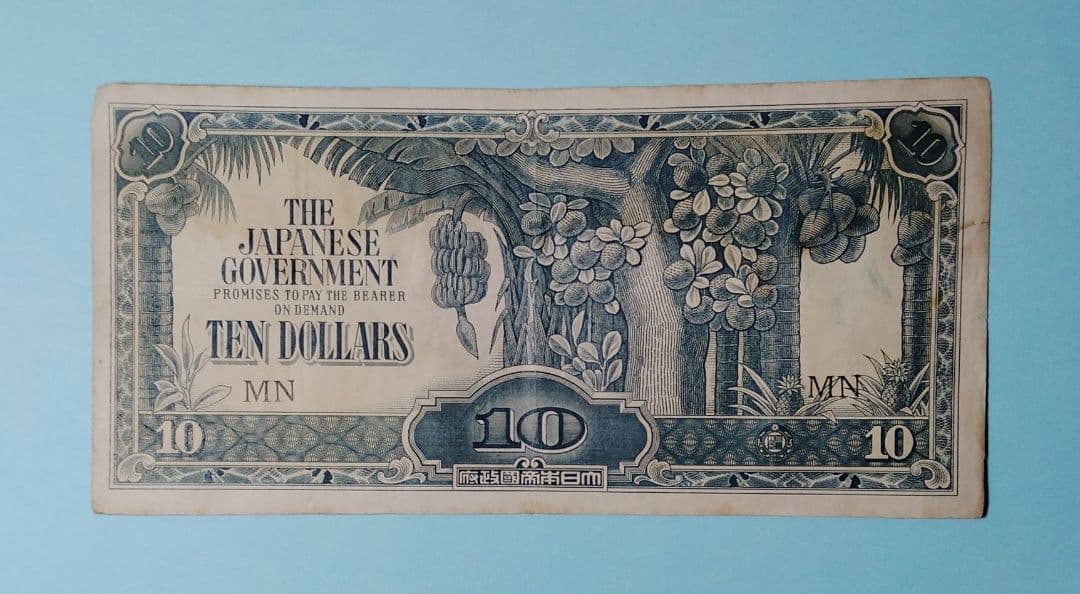 10
10
THE
JAPANESE
GOVERNMENT
PROMISES TO PAY THE BEARER
ON DEMAND
TEN DOLLARS
MN
MN
10
10
10
府政國帝本日大